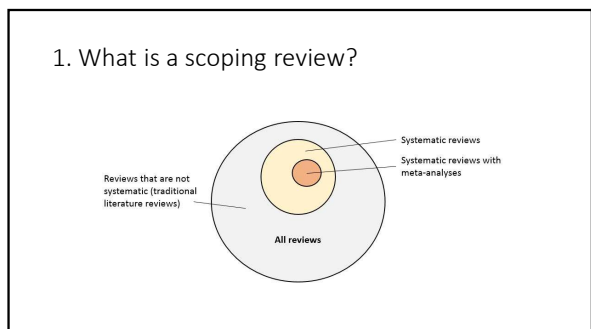 1. What is a scoping review?
Systematic reviews
Systematic reviews with
meta-analyses
Reviews that are not
systematic (traditional
literature reviews)
All reviews